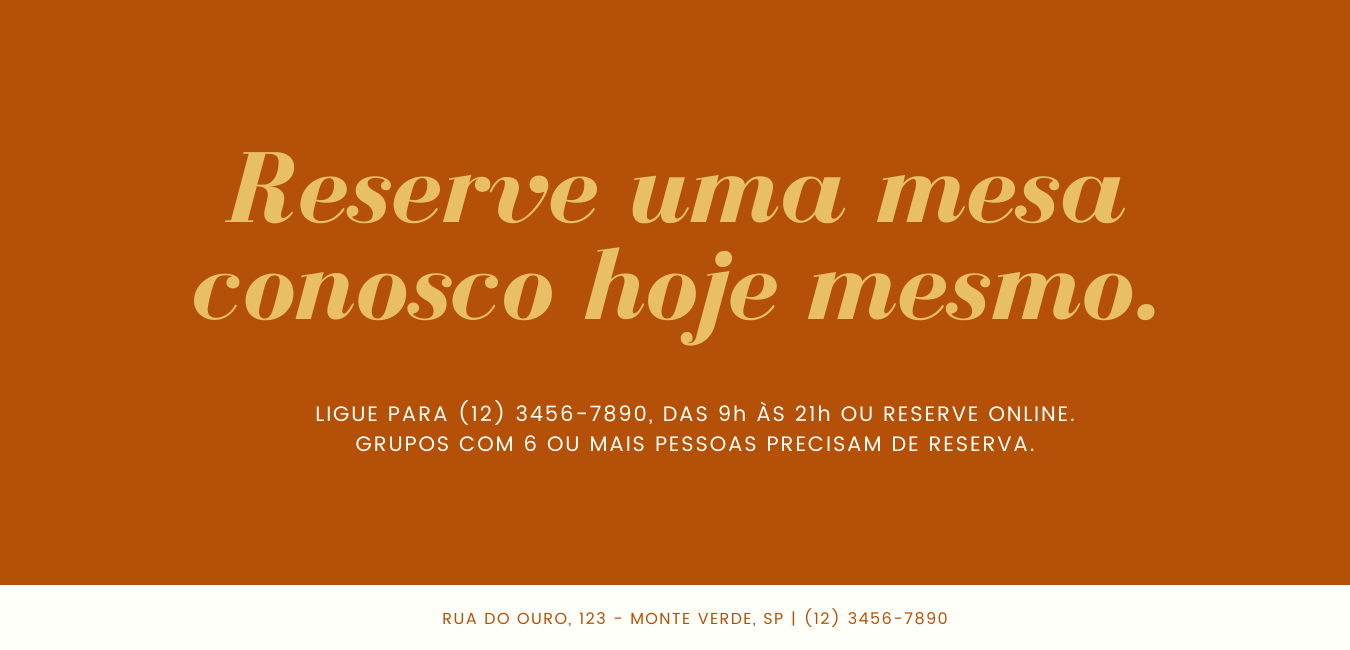 Reserve uma mesa
conosco hoje mesmo.
LIGUE PARA (12) 3456-7890, DAS 9h ÀS 21h OU RESERVE ONLINE.
GRUPOS COM 6 OU MAIS PESSOAS PRECISAM DE RESERVA.
RUA DO OURO, 123 - MONTE VERDE, SP | (12) 3456-7890